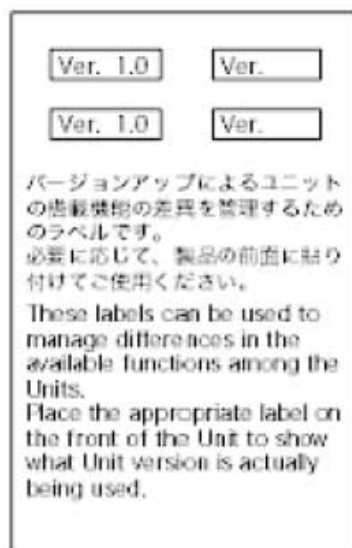 Ver. 1.0 Ver.
Ver. 1.0 Ver.
バージョンアップによるユニット
の搭載機能の差異を管理するため
のラベルです。
必要に応じて、製品の前面に貼り
付けてご使用ください。
These labels can be used to
manage differences in the
available functions among the
Units.
Place the appropriate label on
the front of the Unit to show
what Unit version is actually
being used.